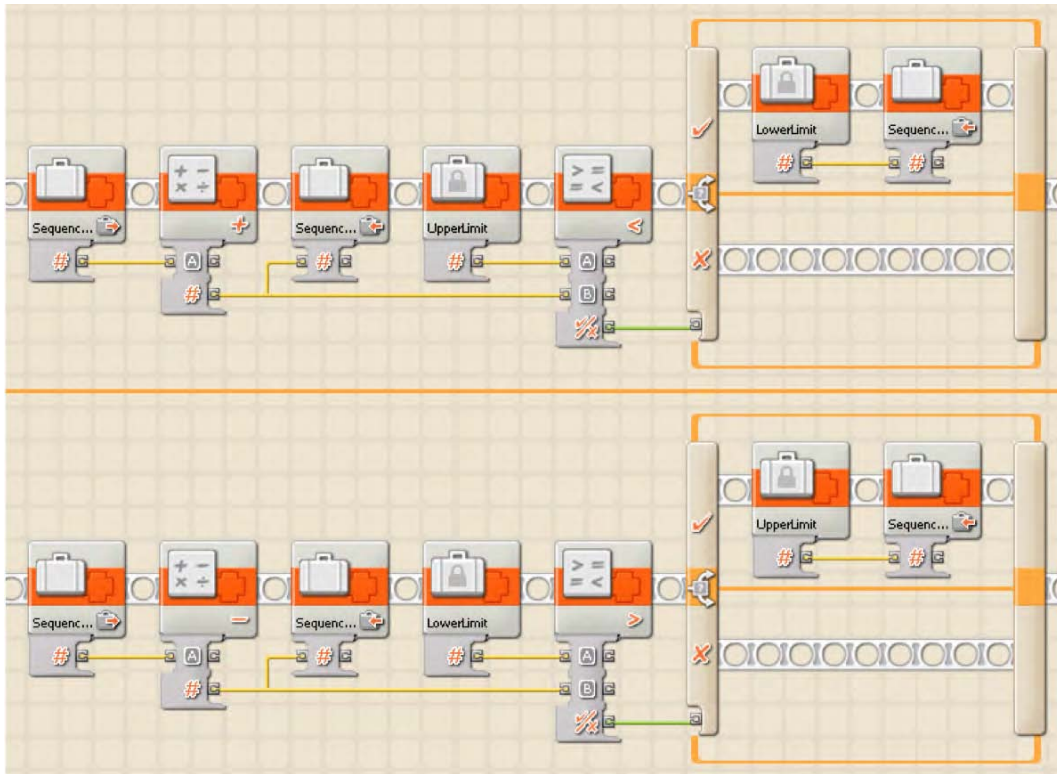 LowerLimit
Sequenc...
#
#
Sequenc...
+ - × ÷
+
Sequenc...
UpperLimit
> = = <
<
#
A
#
#
A
#
B
UpperLimit
Sequenc...
#
#
Sequenc...
+ - × ÷
−
Sequenc...
LowerLimit
> = = <
>
#
A
#
#
A
#
B